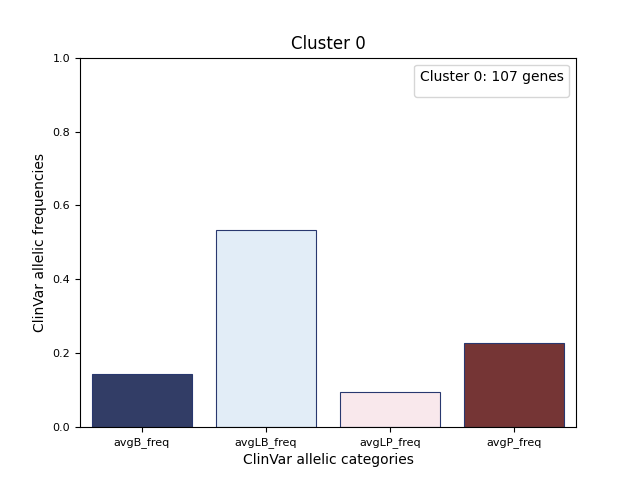 Cluster 0
Cluster 0: 107 genes
1.0
0.8
0.6
0.4
0.2
0.0
ClinVar allelic frequencies
avgB_freq avgLB_freq avgLP_freq avgP_freq
ClinVar allelic categories